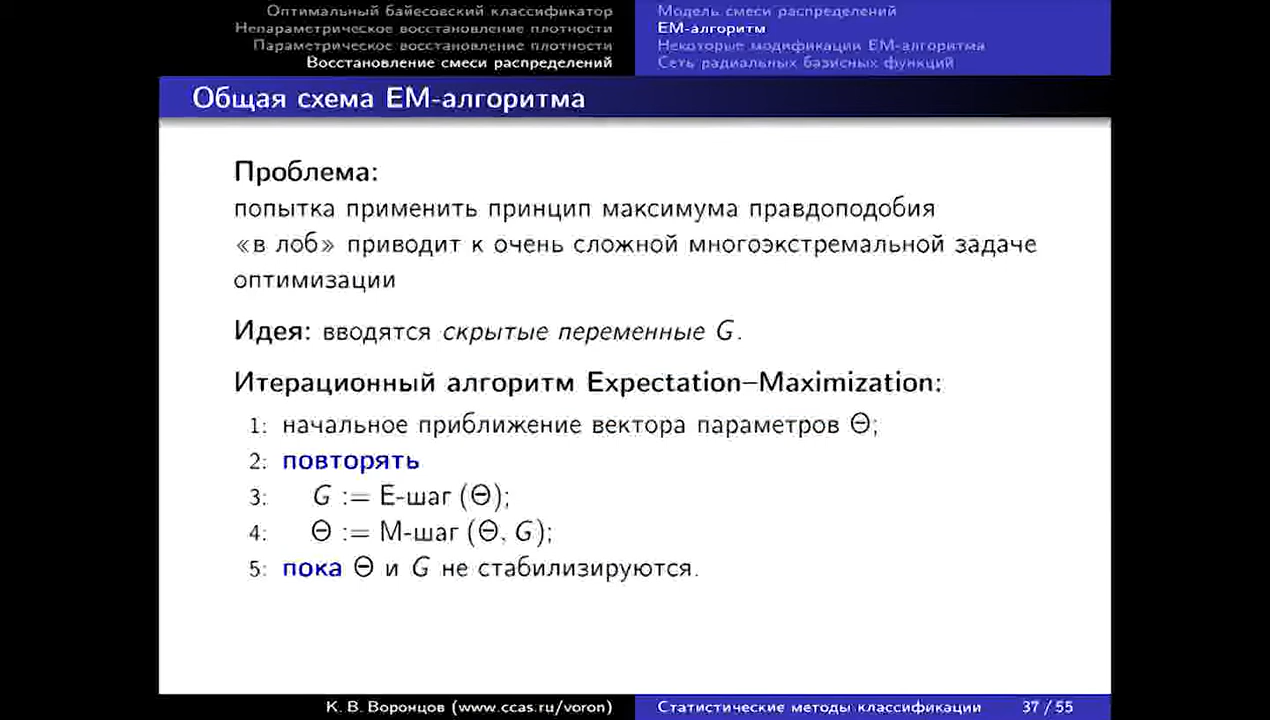 Оптимальный байесовский классификатор
Непараметрическое восстановление плотности
Параметрическое восстановление плотности
Восстановление смеси распределений
Модель смеси распределений
EM-алгоритм
Некоторые модификации EM-алгоритма
Сеть радиальных базисных функций
Общая схема EM-алгоритма
Проблема:
попытка применить принцип максимума правдоподобия
«в лоб» приводит к очень сложной многоэкстремальной задаче
оптимизации
Идея: вводятся скрытые переменные G.
Итерационный алгоритм Expectation–Maximization:
1: начальное приближение вектора параметров Θ;
2: повторять
3: G := E-шаг (Θ);
4: Θ := M-шаг (Θ, G);
5: пока Θ и G не стабилизируются.
К. В. Воронцов (www.ccas.ru/voron)
Статистические методы классификации
37 / 55